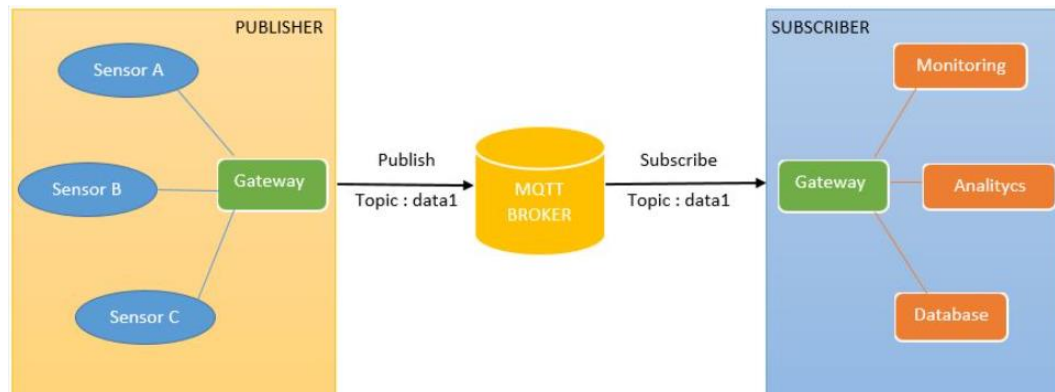 PUBLISHER
Sensor A
Sensor B
Sensor C
Gateway
Publish
Topic : data1
MQTT
BROKER
Subscribe
Topic : data1
SUBSCRIBER
Gateway
Monitoring
Analitycs
Database